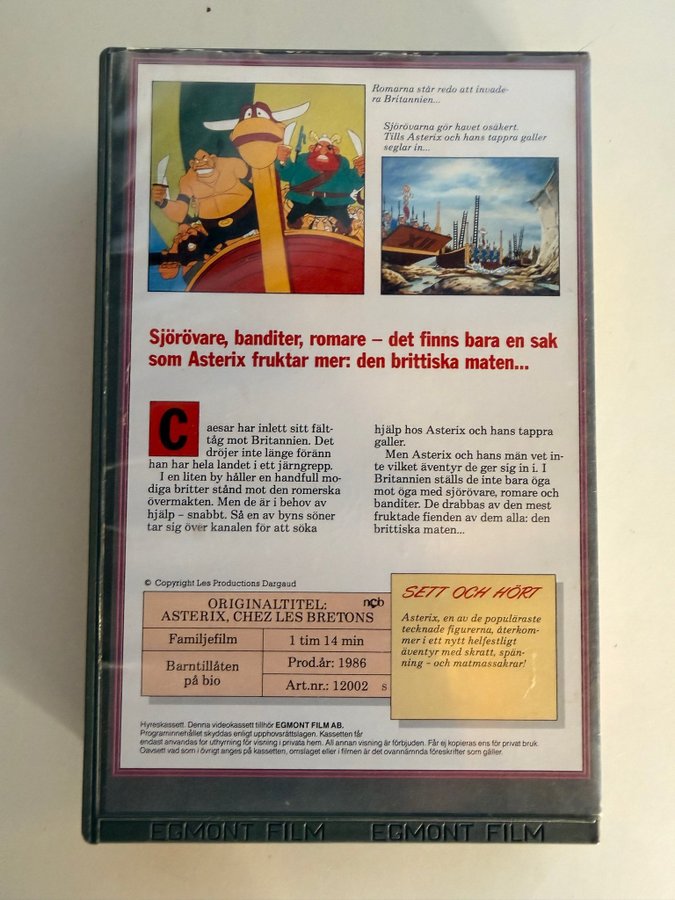 Romarna står redo att invade-
ra Britannien...
Sjörövarna gör havet osäkert.
Tills Asterix och hans tappra galler
seglar in...
Sjörövare, banditer, romare – det finns bara en sak
som Asterix fruktar mer: den brittiska maten...
Caesar har inlett sitt fält-
tåg mot Britannien. Det
dröjer inte länge föränn
han har hela landet i ett järngrepp.
I en liten by håller en handfull mo-
diga britter stånd mot den romerska
övermakten. Men de är i behov av
hjälp – snabbt. Så en av byns söner
tar sig över kanalen för att söka
hjälp hos Asterix och hans tappra
galler.
Men Asterix och hans män vet in-
te vilket äventyr de ger sig in i. I
Britannien ställs de inte bara öga
mot öga med sjörövare, romare och
banditer. De drabbas av den mest
fruktade fienden av dem alla: den
brittiska maten...
© Copyright Les Productions Dargaud
ORIGINALTITEL:
ncb
ASTERIX, CHEZ LES BRETONS
Familjefilm
1 tim 14 min
Barntillåten
på bio
Prod.år: 1986
Art.nr.: 12002
S
SETT OCH HÖRT
Asterix, en av de populäraste
tecknade figurerna, återkom-
mer i ett nytt helfestligt
äventyr med skratt, spän-
ning – och matmassakrar!
Hyreskassett. Denna videokassett tillhör EGMONT FILM AB.
Programinnehållet skyddas enligt upphovsrättslagen. Kassetten får
endast användas för uthyrning för visning i privata hem. All annan visning är förbjuden. Får ej kopieras ens för privat bruk.
Oavsett vad som i övrigt anges på kassetten, omslaget eller i filmen är det ovannämnda föreskrifter som gäller.
EGMONT FILM EGMONT FILM